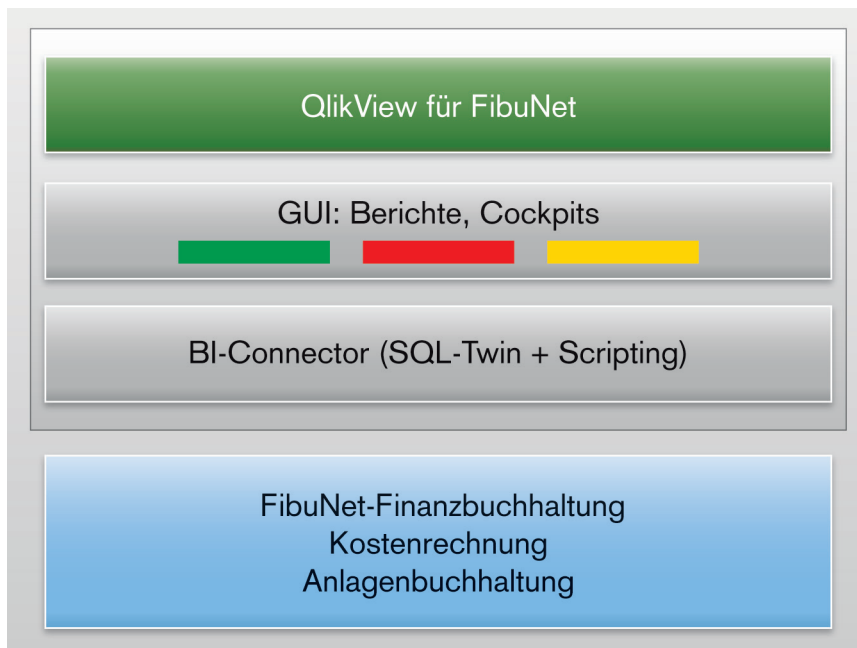 QlikView für FibuNet
GUI: Berichte, Cockpits
BI-Connector (SQL-Twin + Scripting)
FibuNet-Finanzbuchhaltung
Kostenrechnung
Anlagenbuchhaltung